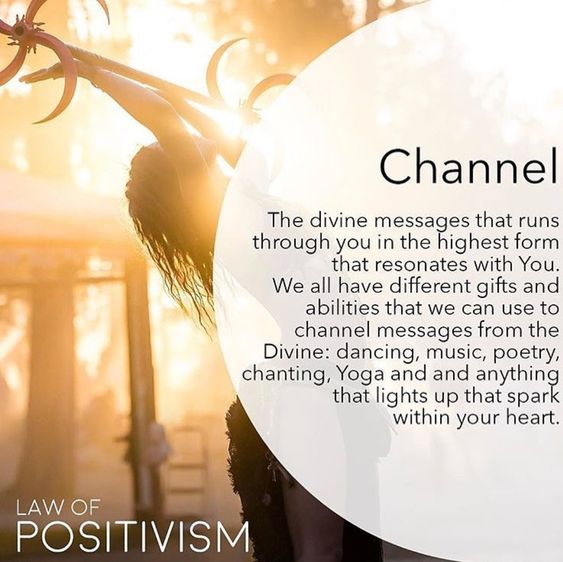 Channel
The divine messages that runs
through you in the highest form
that resonates with You.
We all have different gifts and
abilities that we can use to
channel messages from the
Divine: dancing, music, poetry,
chanting, Yoga and and anything
that lights up that spark
within your heart.
LAW OF
POSITIVISM